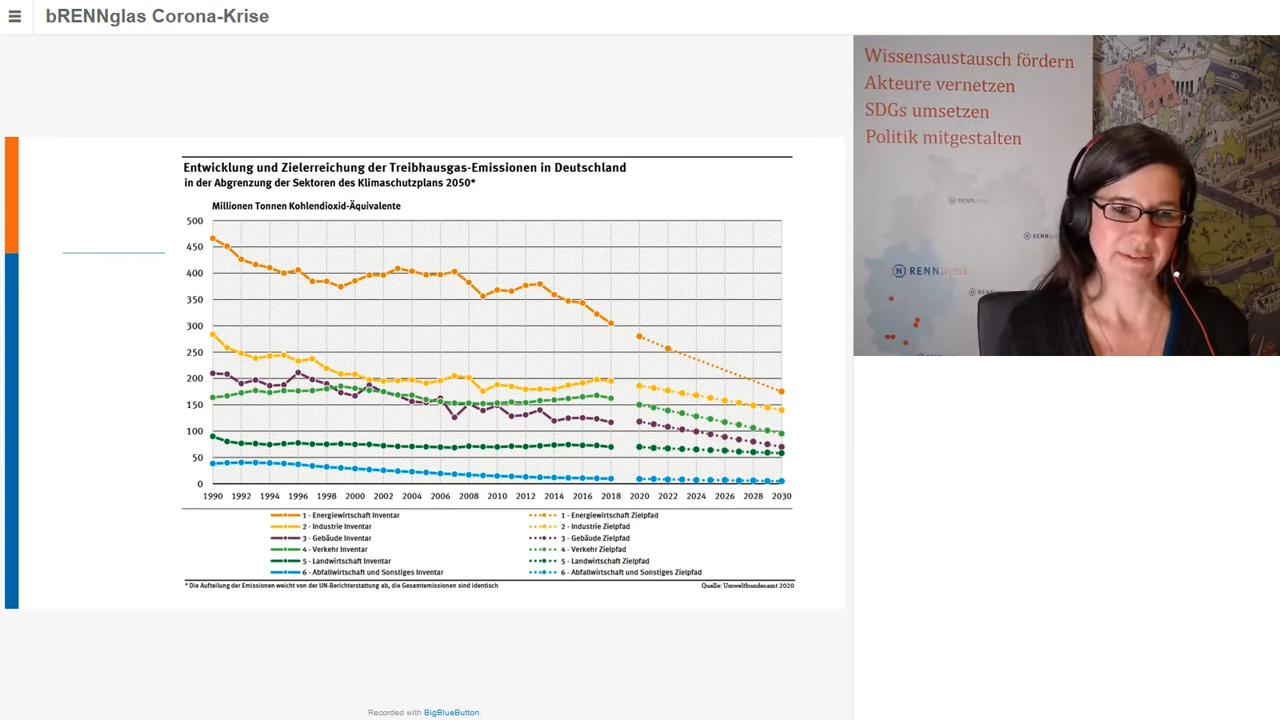 bRENNglas Corona-Krise
Entwicklung und Zielerreichung der Treibhausgas-Emissionen in Deutschland
in der Abgrenzung der Sektoren des Klimaschutzplans 2050*
Millionen Tonnen Kohlendioxid-Äquivalente
500
450
400
350
300
250
200
150
100
50
0
1990 1992 1994 1996 1998 2000 2002 2004 2006 2008 2010 2012 2014 2016 2018 2020 2022 2024 2026 2028 2030
1 - Energiewirtschaft Inventar
2 - Industrie Inventar
3 - Gebäude Inventar
4 - Verkehr Inventar
5 - Landwirtschaft Inventar
6 - Abfallwirtschaft und Sonstiges Inventar
1 - Energiewirtschaft Zielpfad
2 - Industrie Zielpfad
3 - Gebäude Zielpfad
4 - Verkehr Zielpfad
5 - Landwirtschaft Zielpfad
6 - Abfallwirtschaft und Sonstiges Zielpfad
* Die Aufteilung der Emissionen weicht von der UN-Berichterstattung ab, die Gesamtemissionen sind identisch
Quelle: Umweltbundesamt 2020
Wissensaustausch fördern
Akteure vernetzen
SDGs umsetzen
Politik mitgestalten
RENN
RENN
RENN.WEST
Recorded with BigBlueButton.